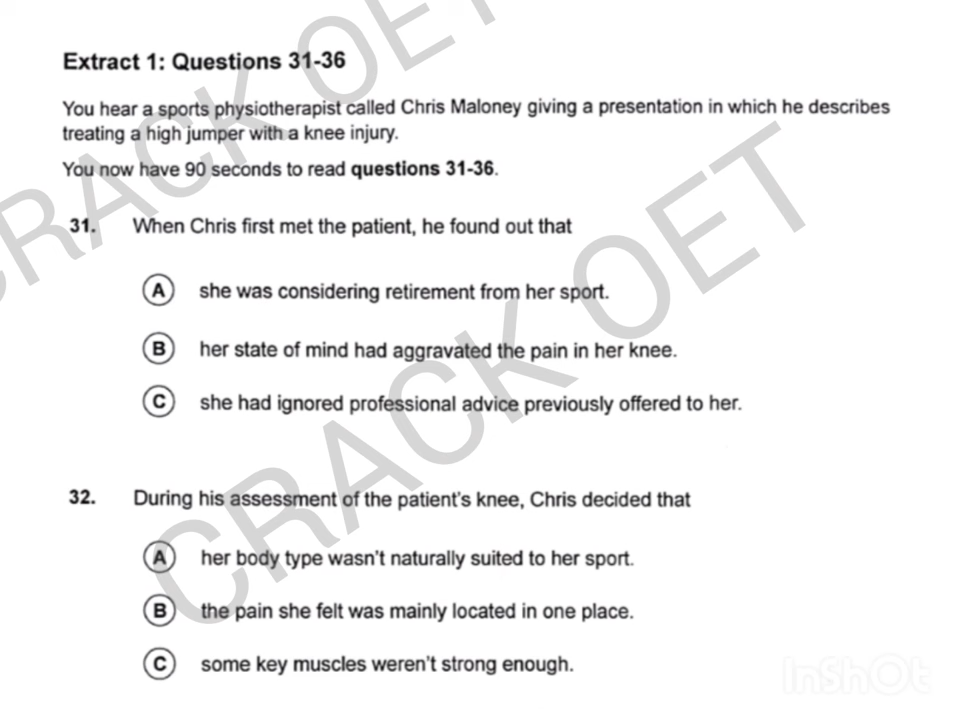 Extract 1: Questions 31-36
You hear a sports physiotherapist called Chris Maloney giving a presentation in which he describes
treating a high jumper with a knee injury.
You now have 90 seconds to read questions 31-36.
31. When Chris first met the patient, he found out that
A she was considering retirement from her sport.
B her state of mind had aggravated the pain in her knee.
C she had ignored professional advice previously offered to her.
32. During his assessment of the patient's knee, Chris decided that
A her body type wasn't naturally suited to her sport.
B the pain she felt was mainly located in one place.
C some key muscles weren't strong enough.
CRACK OET
CRACK OET
InShOt